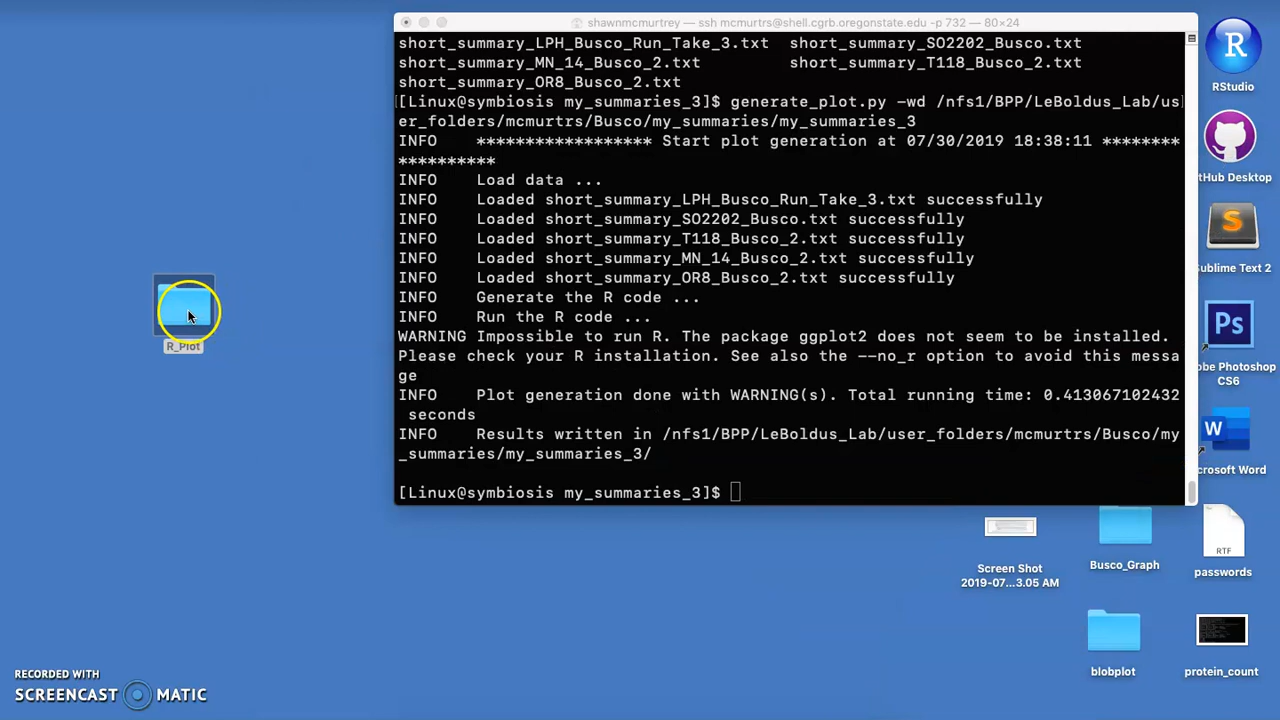 shawnmcmurtrey — ssh mcmurtrs@shell.cgrb.oregonstate.edu -p 732 — 80×24
short_summary_LPH_Busco_Run_Take_3.txt  short_summary_SO2202_Busco.txt
short_summary_MN_14_Busco_2.txt         short_summary_T118_Busco_2.txt
short_summary_OR8_Busco_2.txt
[[Linux@symbiosis my_summaries_3]$ generate_plot.py -wd /nfs1/BPP/LeBoldus_Lab/us]
er_folders/mcmurtrs/Busco/my_summaries/my_summaries_3
INFO    ****************** Start plot generation at 07/30/2019 18:38:11 ********
**********
INFO    Load data ...
INFO    Loaded short_summary_LPH_Busco_Run_Take_3.txt successfully
INFO    Loaded short_summary_SO2202_Busco.txt successfully
INFO    Loaded short_summary_T118_Busco_2.txt successfully
INFO    Loaded short_summary_MN_14_Busco_2.txt successfully
INFO    Loaded short_summary_OR8_Busco_2.txt successfully
INFO    Generate the R code ...
INFO    Run the R code ...
WARNING Impossible to run R. The package ggplot2 does not seem to be installed.
Please check your R installation. See also the --no_r option to avoid this messa
ge
INFO    Plot generation done with WARNING(s). Total running time: 0.413067102432
 seconds
INFO    Results written in /nfs1/BPP/LeBoldus_Lab/user_folders/mcmurtrs/Busco/my
_summaries/my_summaries_3/
[Linux@symbiosis my_summaries_3]$
R_Plot
R
RStudio
tHub Desktop
S
ublime Text 2
Ps
obe Photoshop
CS6
W
crosoft Word
RTF
passwords
Busco_Graph
Screen Shot
2019-07...3.05 AM
blobplot
protein_count
RECORDED WITH
SCREENCAST MATIC